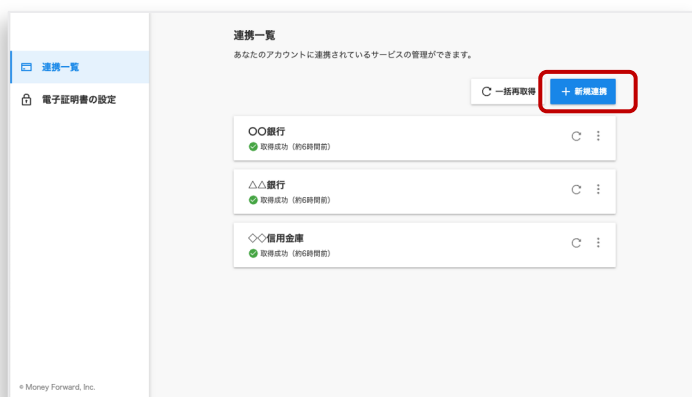 連携一覧
あなたのアカウントに連携されているサービスの管理ができます。
連携一覧
電子証明書の設定
一括再取得
＋ 新規連携
〇〇銀行
取得成功（約6時間前）
△△銀行
取得成功（約6時間前）
◇◇信用金庫
取得成功（約6時間前）
© Money Forward, Inc.